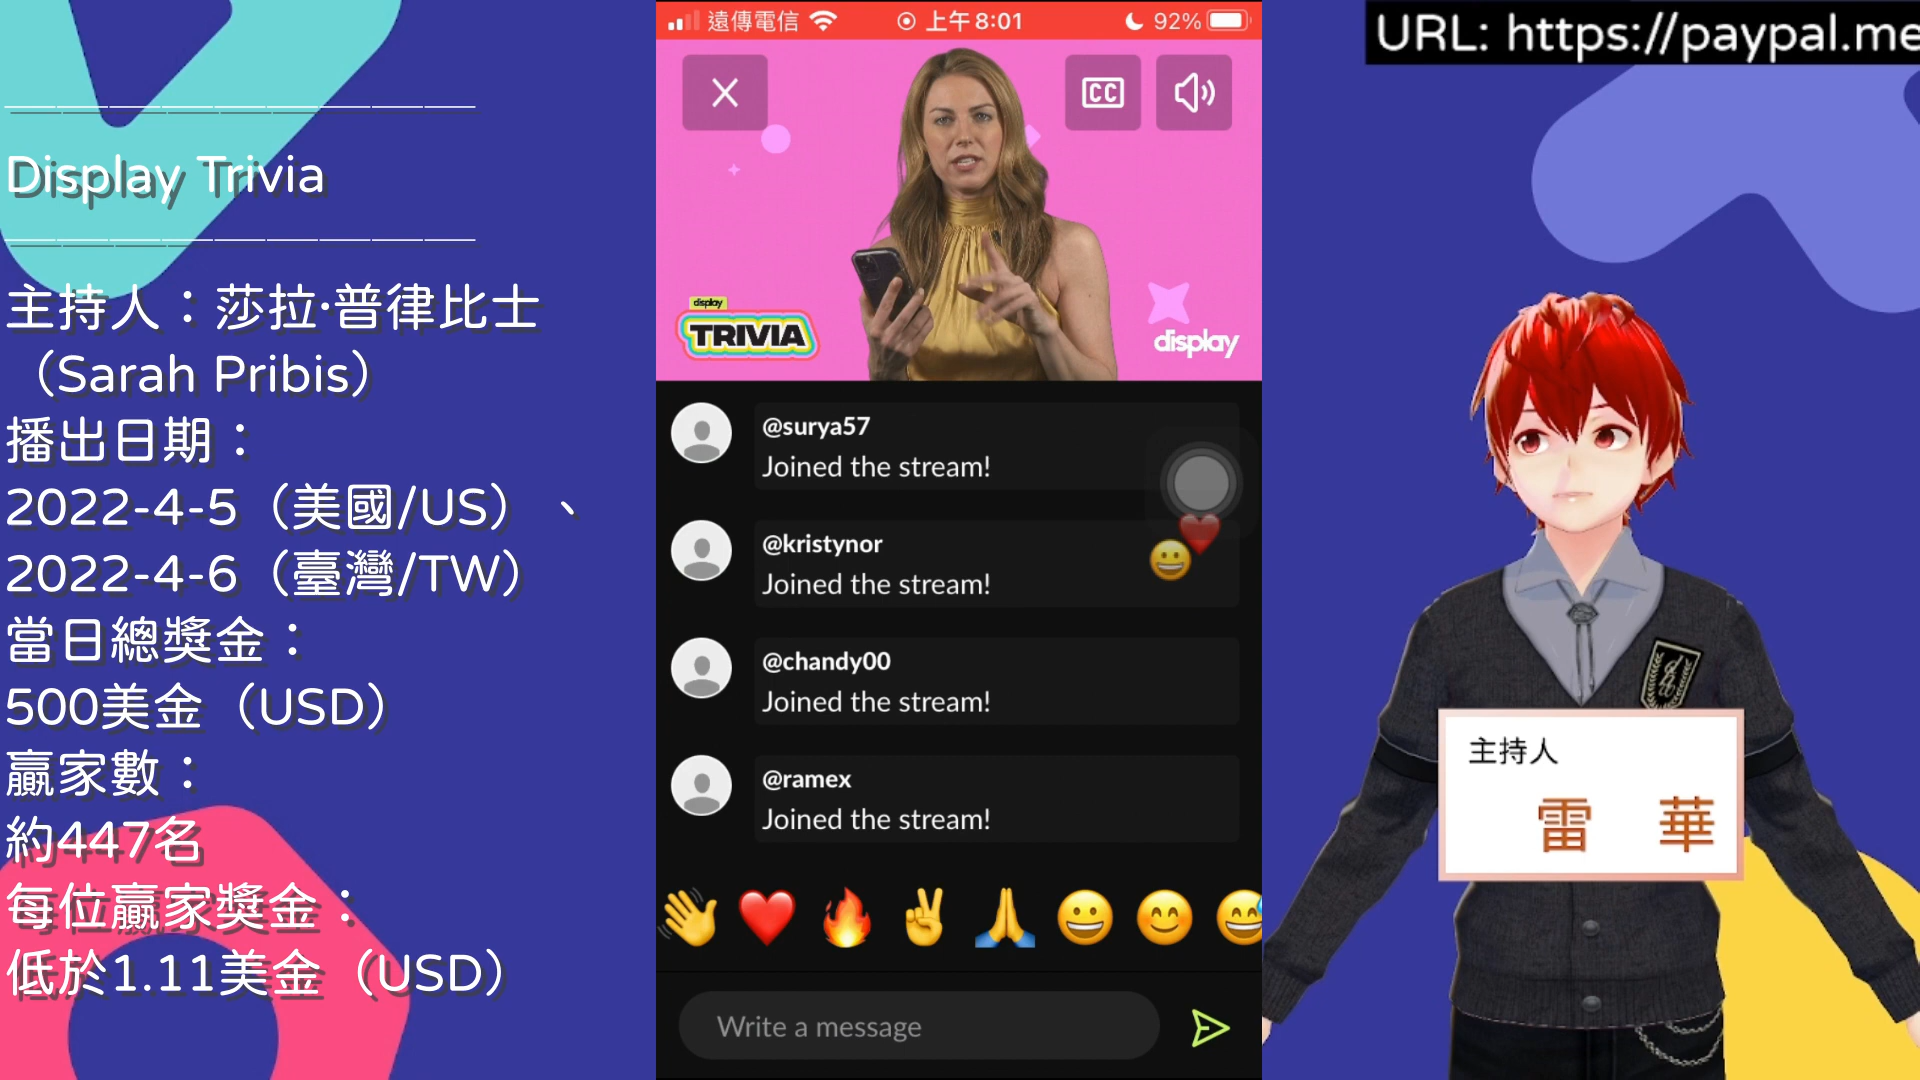 Display Trivia
主持人：莎拉·普律比士
（Sarah Pribis）
播出日期：
2022-4-5（美國/US）、
2022-4-6（臺灣/TW）
當日總獎金：
500美金（USD）
贏家數：
約447名
每位贏家獎金：
低於1.11美金（USD）
遠傳電信 上午8:01 92%
CC
display
TRIVIA
display
@surya57
Joined the stream!
@kristynor
Joined the stream!
@chandy00
Joined the stream!
@ramex
Joined the stream!
Write a message
URL: https://paypal.me
主持人
雷 華